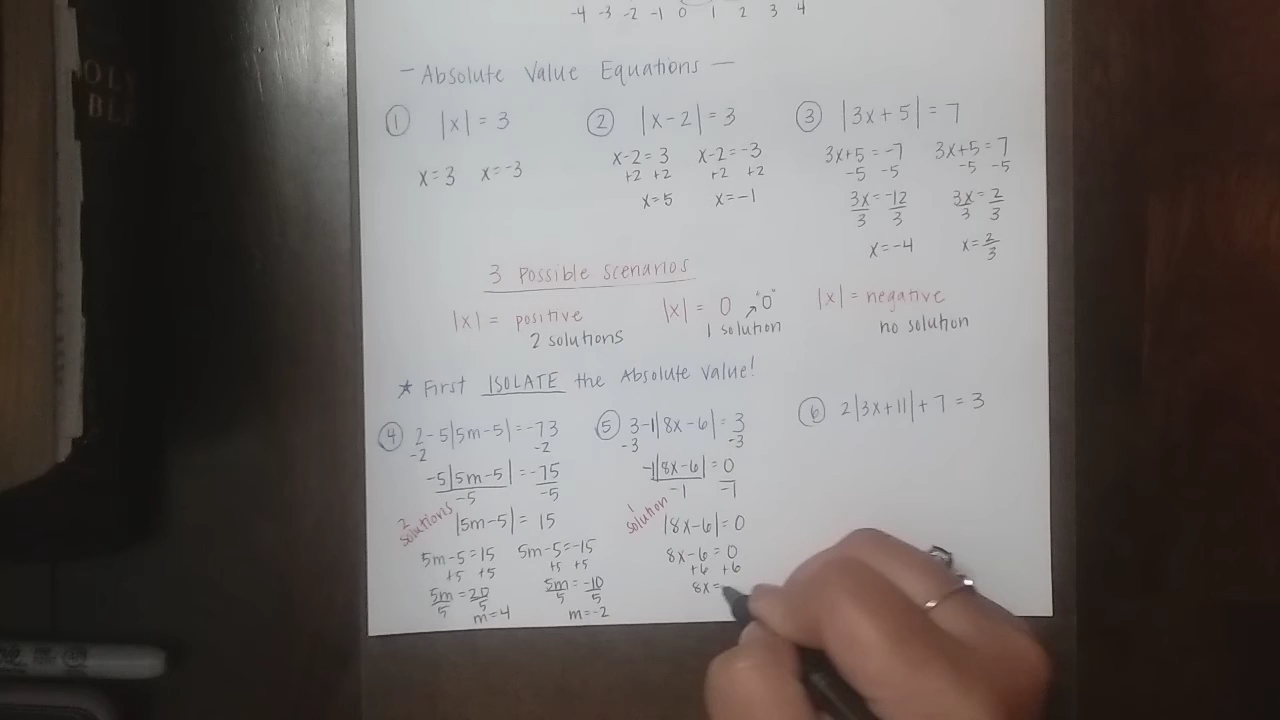 -4 -3 -2 -1 0 1 2 3 4
- Absolute Value Equations -
① |x| = 3
x=3 x=-3
② |x-2| = 3
x-2=3 x-2=-3
+2 +2 +2 +2
x=5 x=-1
③ |3x+5| = 7
3x+5=-7 3x+5=7
-5 -5 -5 -5
3x/3 = -12/3 3x/3 = 2/3
x=-4 x=2/3
3 Possible Scenarios
|x| = positive
2 solutions
|x| = 0 "0"
1 solution
|x| = negative
no solution
* First ISOLATE the Absolute Value!
④ 2-5|5m-5| = -73
-2 -2
-5|5m-5|/-5 = -75/-5
2 solutions
|5m-5| = 15
5m-5=15 5m-5=-15
+5 +5 +5 +5
5m/5 = 20/5 5m/5 = -10/5
m=4 m=-2
⑤ 3-1|8x-6| = 3
-3 -3
-1|8x-6|/-1 = 0/-1
1 solution
|8x-6| = 0
8x-6=0
+6 +6
8x=
⑥ 2|3x+11|+7=3
OLY
BLE